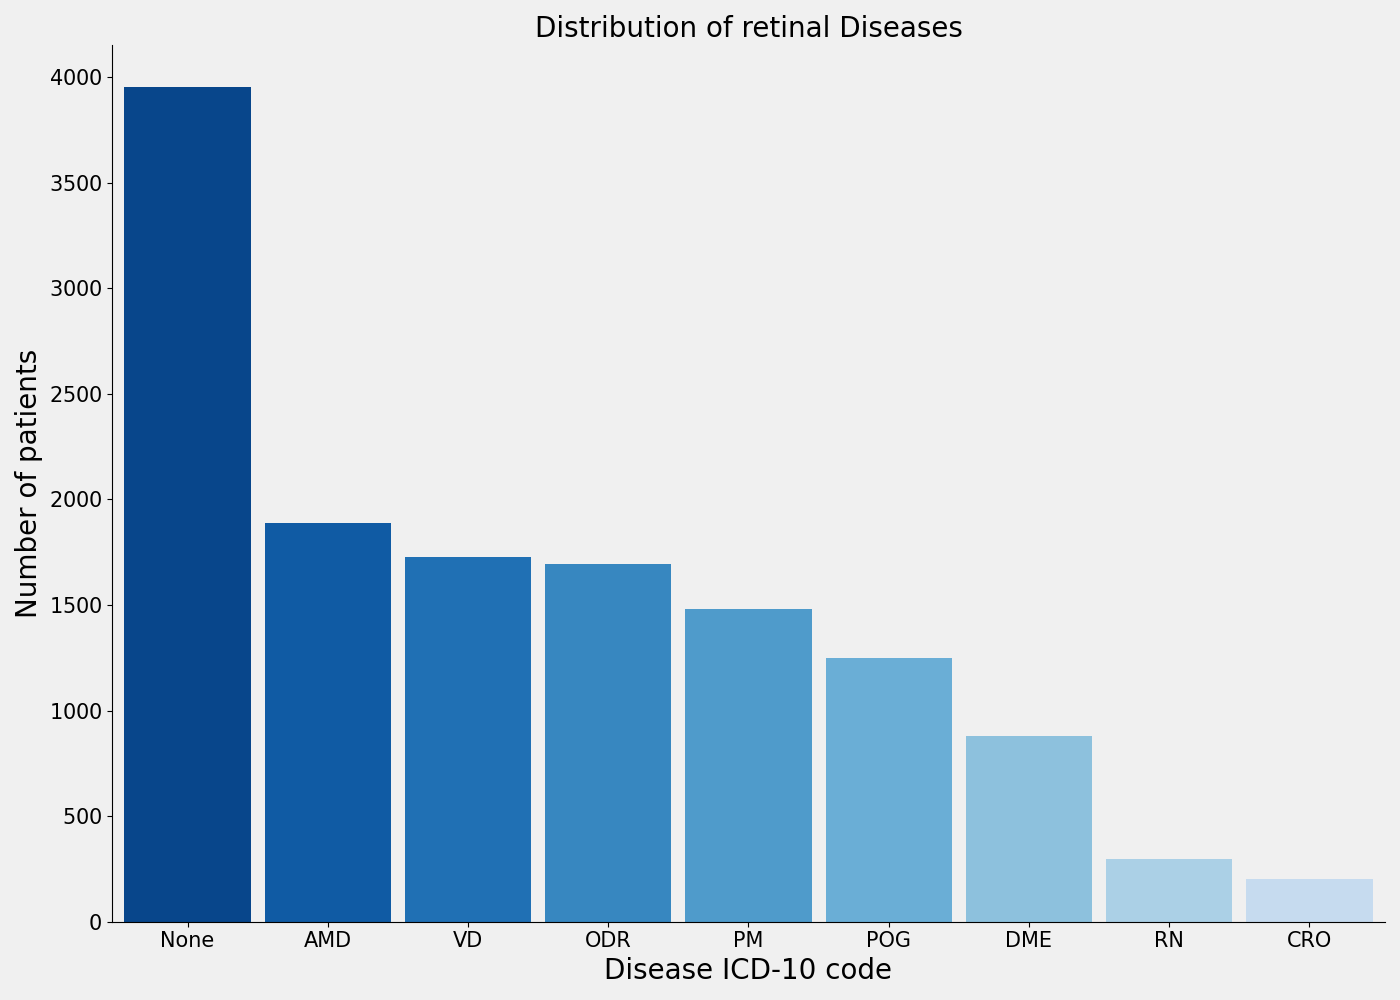 Distribution of retinal Diseases
Number of patients
4000
3500
3000
2500
2000
1500
1000
500
0
None AMD VD ODR PM POG DME RN CRO
Disease ICD-10 code